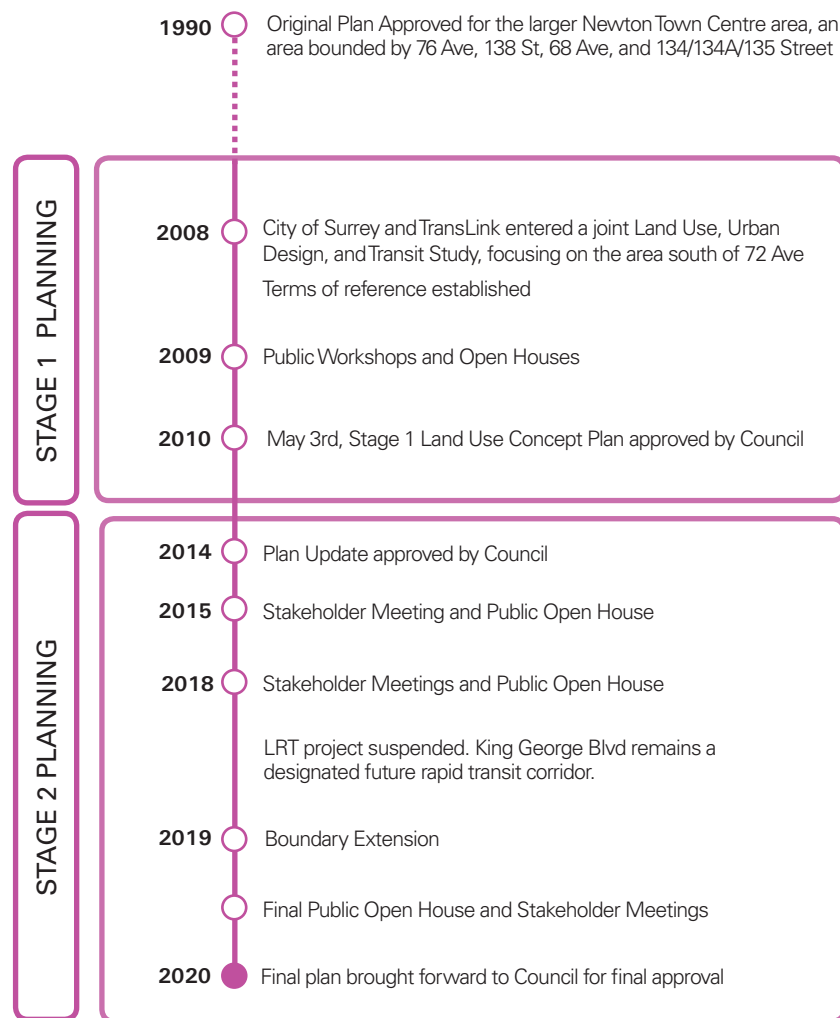 1990 Original Plan Approved for the larger Newton Town Centre area, an
area bounded by 76 Ave, 138 St, 68 Ave, and 134/134A/135 Street
STAGE 1 PLANNING
2008 City of Surrey and TransLink entered a joint Land Use, Urban
Design, and Transit Study, focusing on the area south of 72 Ave
Terms of reference established
2009 Public Workshops and Open Houses
2010 May 3rd, Stage 1 Land Use Concept Plan approved by Council
STAGE 2 PLANNING
2014 Plan Update approved by Council
2015 Stakeholder Meeting and Public Open House
2018 Stakeholder Meetings and Public Open House
LRT project suspended. King George Blvd remains a
designated future rapid transit corridor.
2019 Boundary Extension
Final Public Open House and Stakeholder Meetings
2020 Final plan brought forward to Council for final approval